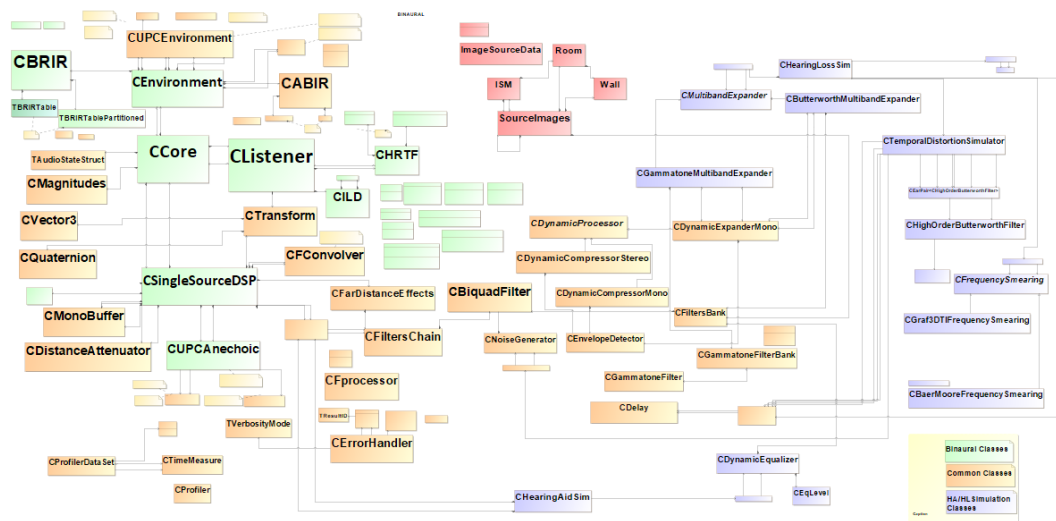 BINAURAL
CUPCEnvironment
CBRIR
CEnvironment
CABIR
TBRIRTable
TBRIRTablePartitioned
ImageSourceData
Room
ISM
Wall
SourceImages
CHearingLossSim
CMultibandExpander
CButterworthMultibandExpander
CTemporalDistortionSimulator
TAudioStateStruct
CCore
CListener
CHRTF
CMagnitudes
CILD
CGammatoneMultibandExpander
CVector3
CTransform
CDynamicProcessor
CDynamicExpanderMono
CHighOrderButterworthFilter
CQuaternion
CFConvolver
CDynamicCompressorStereo
CSingleSourceDSP
CFarDistanceEffects
CBiquadFilter
CDynamicCompressorMono
CFrequencySmearing
CMonoBuffer
CFiltersBank
CGraf3DTIFrequencySmearing
CDistanceAttenuator
CUPCAnechoic
CFiltersChain
CNoiseGenerator
CEnvelopeDetector
CGammatoneFilterBank
CFprocessor
CGammatoneFilter
CBaerMooreFrequencySmearing
CDelay
TVerbosityMode
CErrorHandler
CProfilerDataSet
CTimeMeasure
CProfiler
CDynamicEqualizer
CHearingAidSim
CEqLevel
Binaural Classes
Common Classes
HA/HLSimulation
Classes